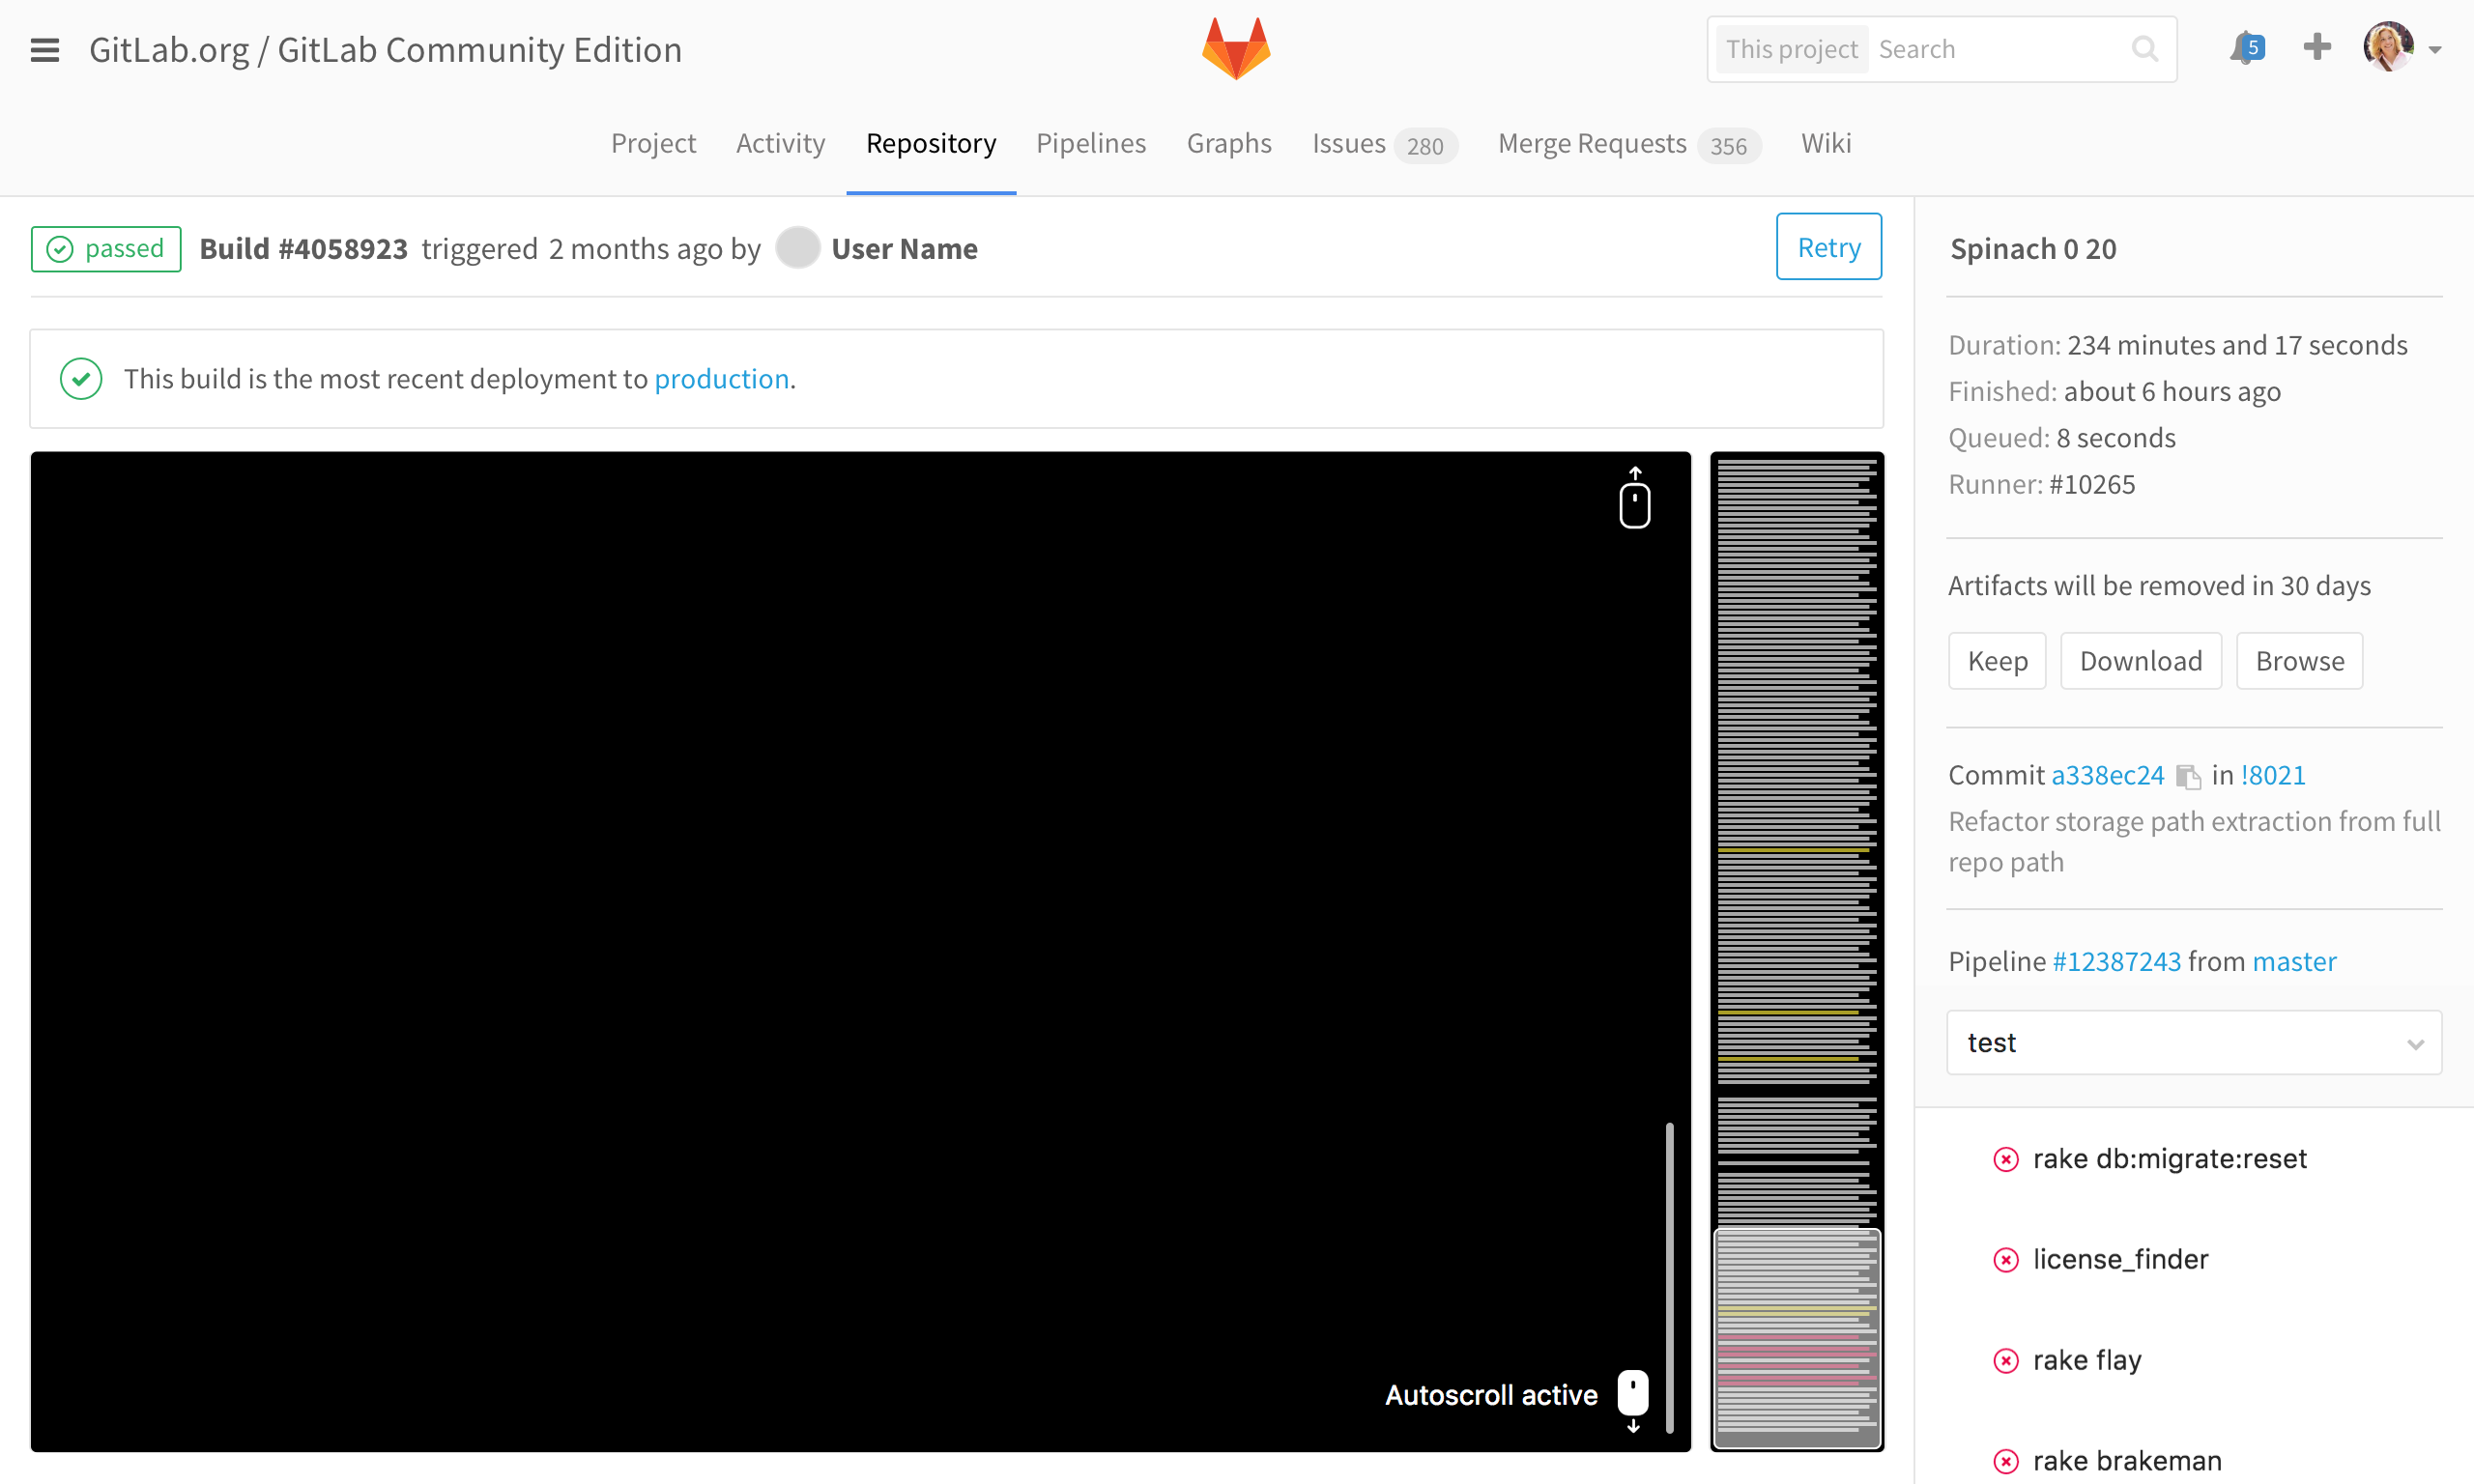 GitLab.org / GitLab Community Edition
This project Search
5
Project Activity Repository Pipelines Graphs Issues 280 Merge Requests 356 Wiki
passed Build #4058923 triggered 2 months ago by User Name
Retry
This build is the most recent deployment to production.
Autoscroll active
Spinach 0 20
Duration: 234 minutes and 17 seconds
Finished: about 6 hours ago
Queued: 8 seconds
Runner: #10265
Artifacts will be removed in 30 days
Keep Download Browse
Commit a338ec24 in !8021
Refactor storage path extraction from full
repo path
Pipeline #12387243 from master
test
rake db:migrate:reset
license_finder
rake flay
rake brakeman